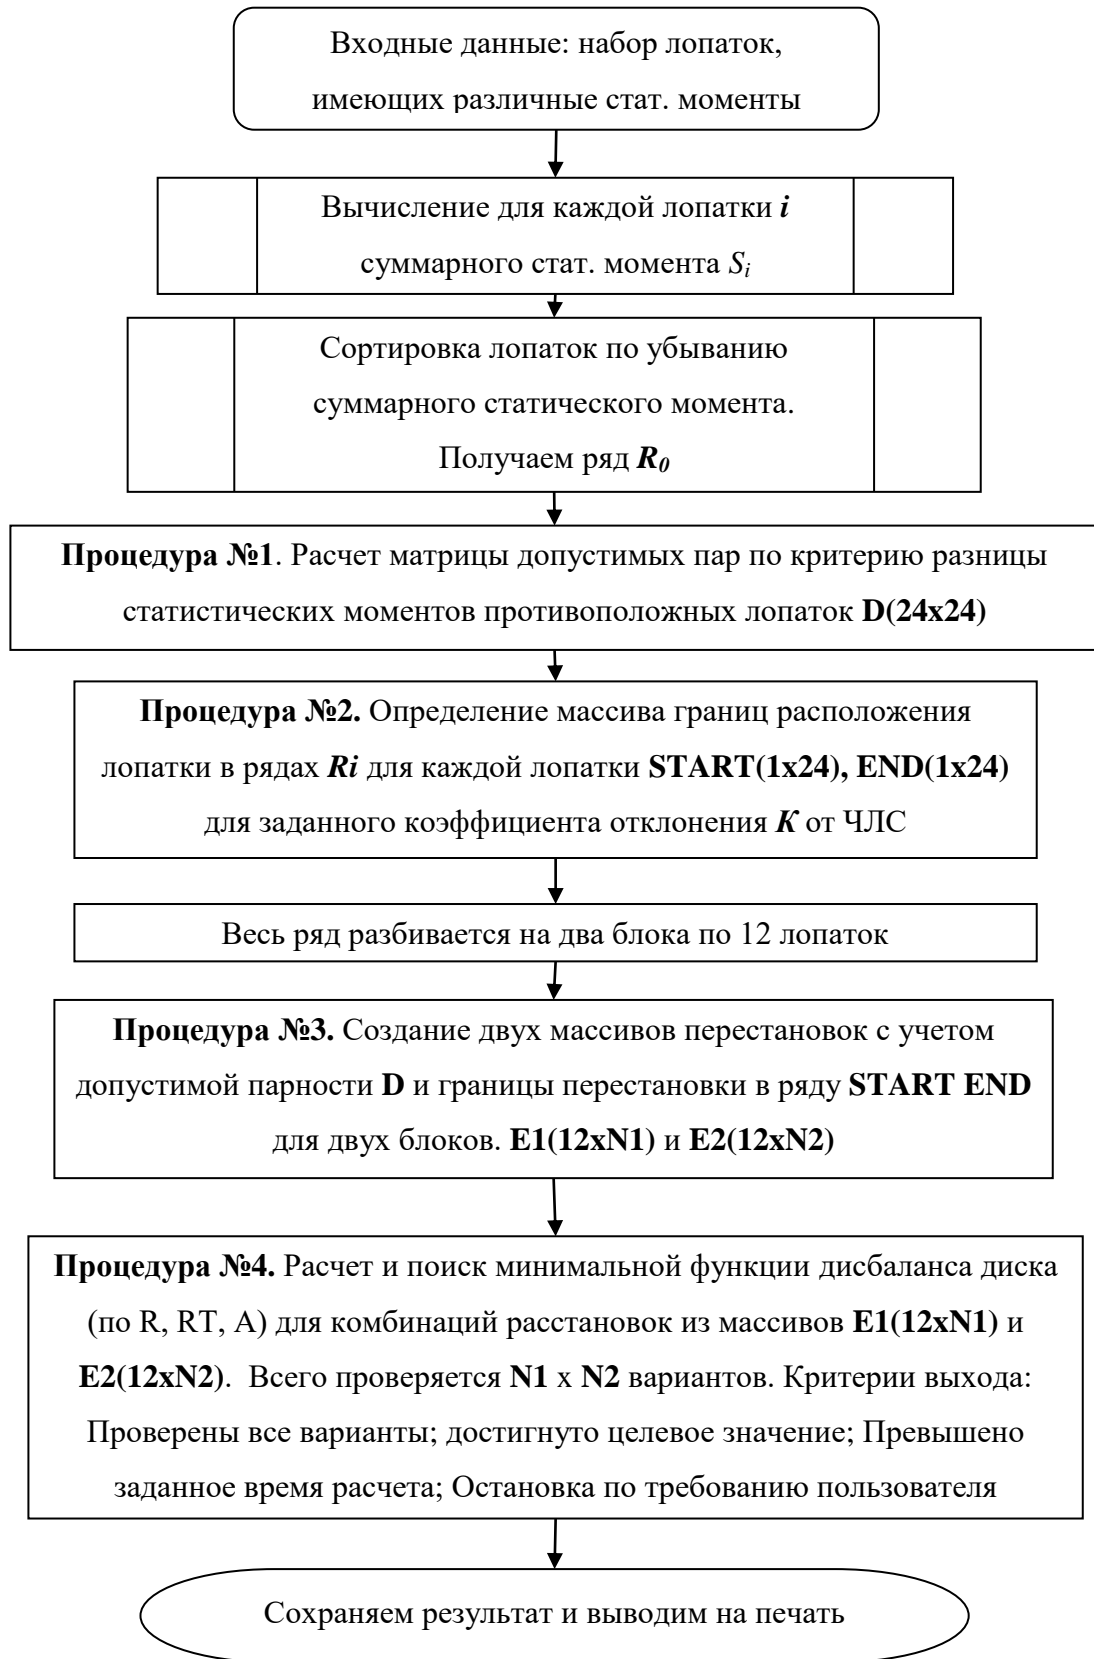 Входные данные: набор лопаток,
имеющих различные стат. моменты
Вычисление для каждой лопатки i
суммарного стат. момента Si
Сортировка лопаток по убыванию
суммарного статического момента.
Получаем ряд R0
Процедура №1. Расчет матрицы допустимых пар по критерию разницы
статистических моментов противоположных лопаток D(24x24)
Процедура №2. Определение массива границ расположения
лопатки в рядах Ri для каждой лопатки START(1x24), END(1x24)
для заданного коэффициента отклонения K от ЧЛС
Весь ряд разбивается на два блока по 12 лопаток
Процедура №3. Создание двух массивов перестановок с учетом
допустимой парности D и границы перестановки в ряду START END
для двух блоков. E1(12xN1) и E2(12xN2)
Процедура №4. Расчет и поиск минимальной функции дисбаланса диска
(по R, RT, A) для комбинаций расстановок из массивов E1(12xN1) и
E2(12xN2). Всего проверяется N1 x N2 вариантов. Критерии выхода:
Проверены все варианты; достигнуто целевое значение; Превышено
заданное время расчета; Остановка по требованию пользователя
Сохраняем результат и выводим на печать